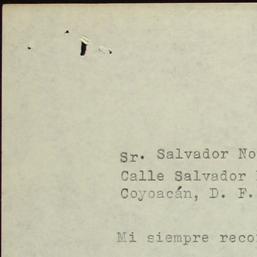 Sr. Salvador No
Calle Salvador
Coyoacán, D. F.
Mi siempre reco